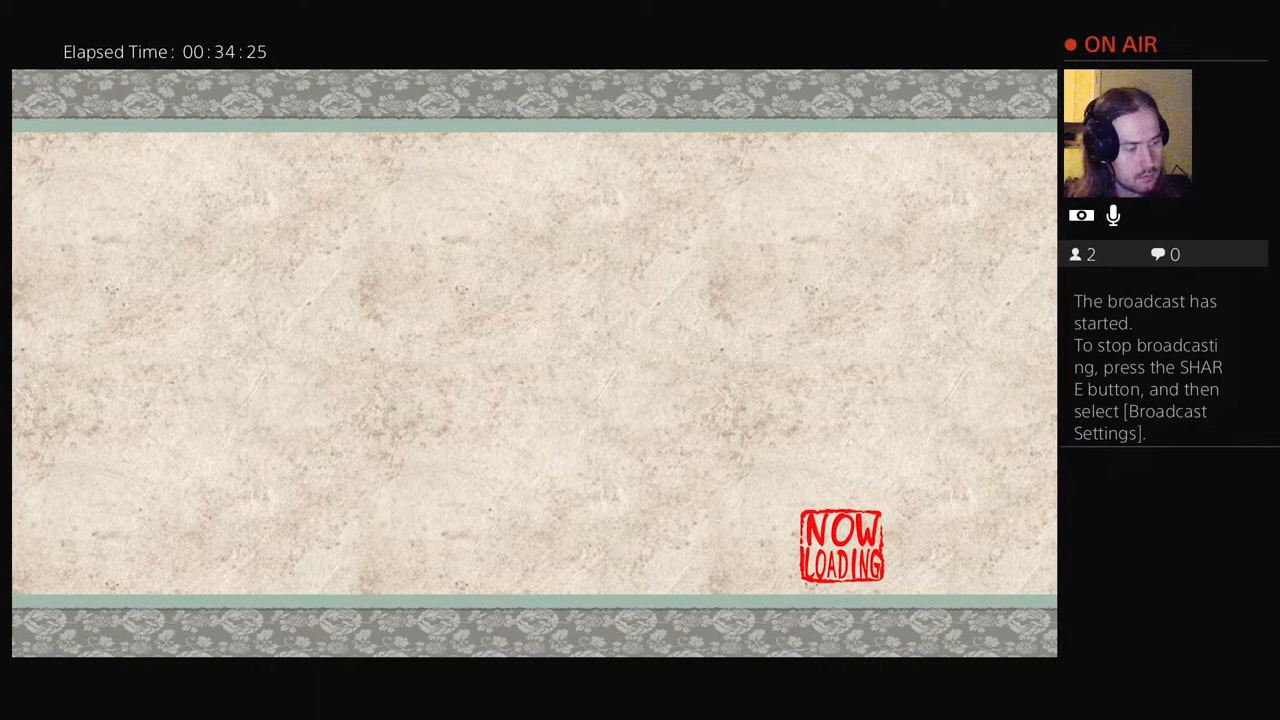 Elapsed Time: 00:34:25
ON AIR
NOW
LOADING
2 0
The broadcast has
started.
To stop broadcasti
ng, press the SHAR
E button, and then
select [Broadcast
Settings].